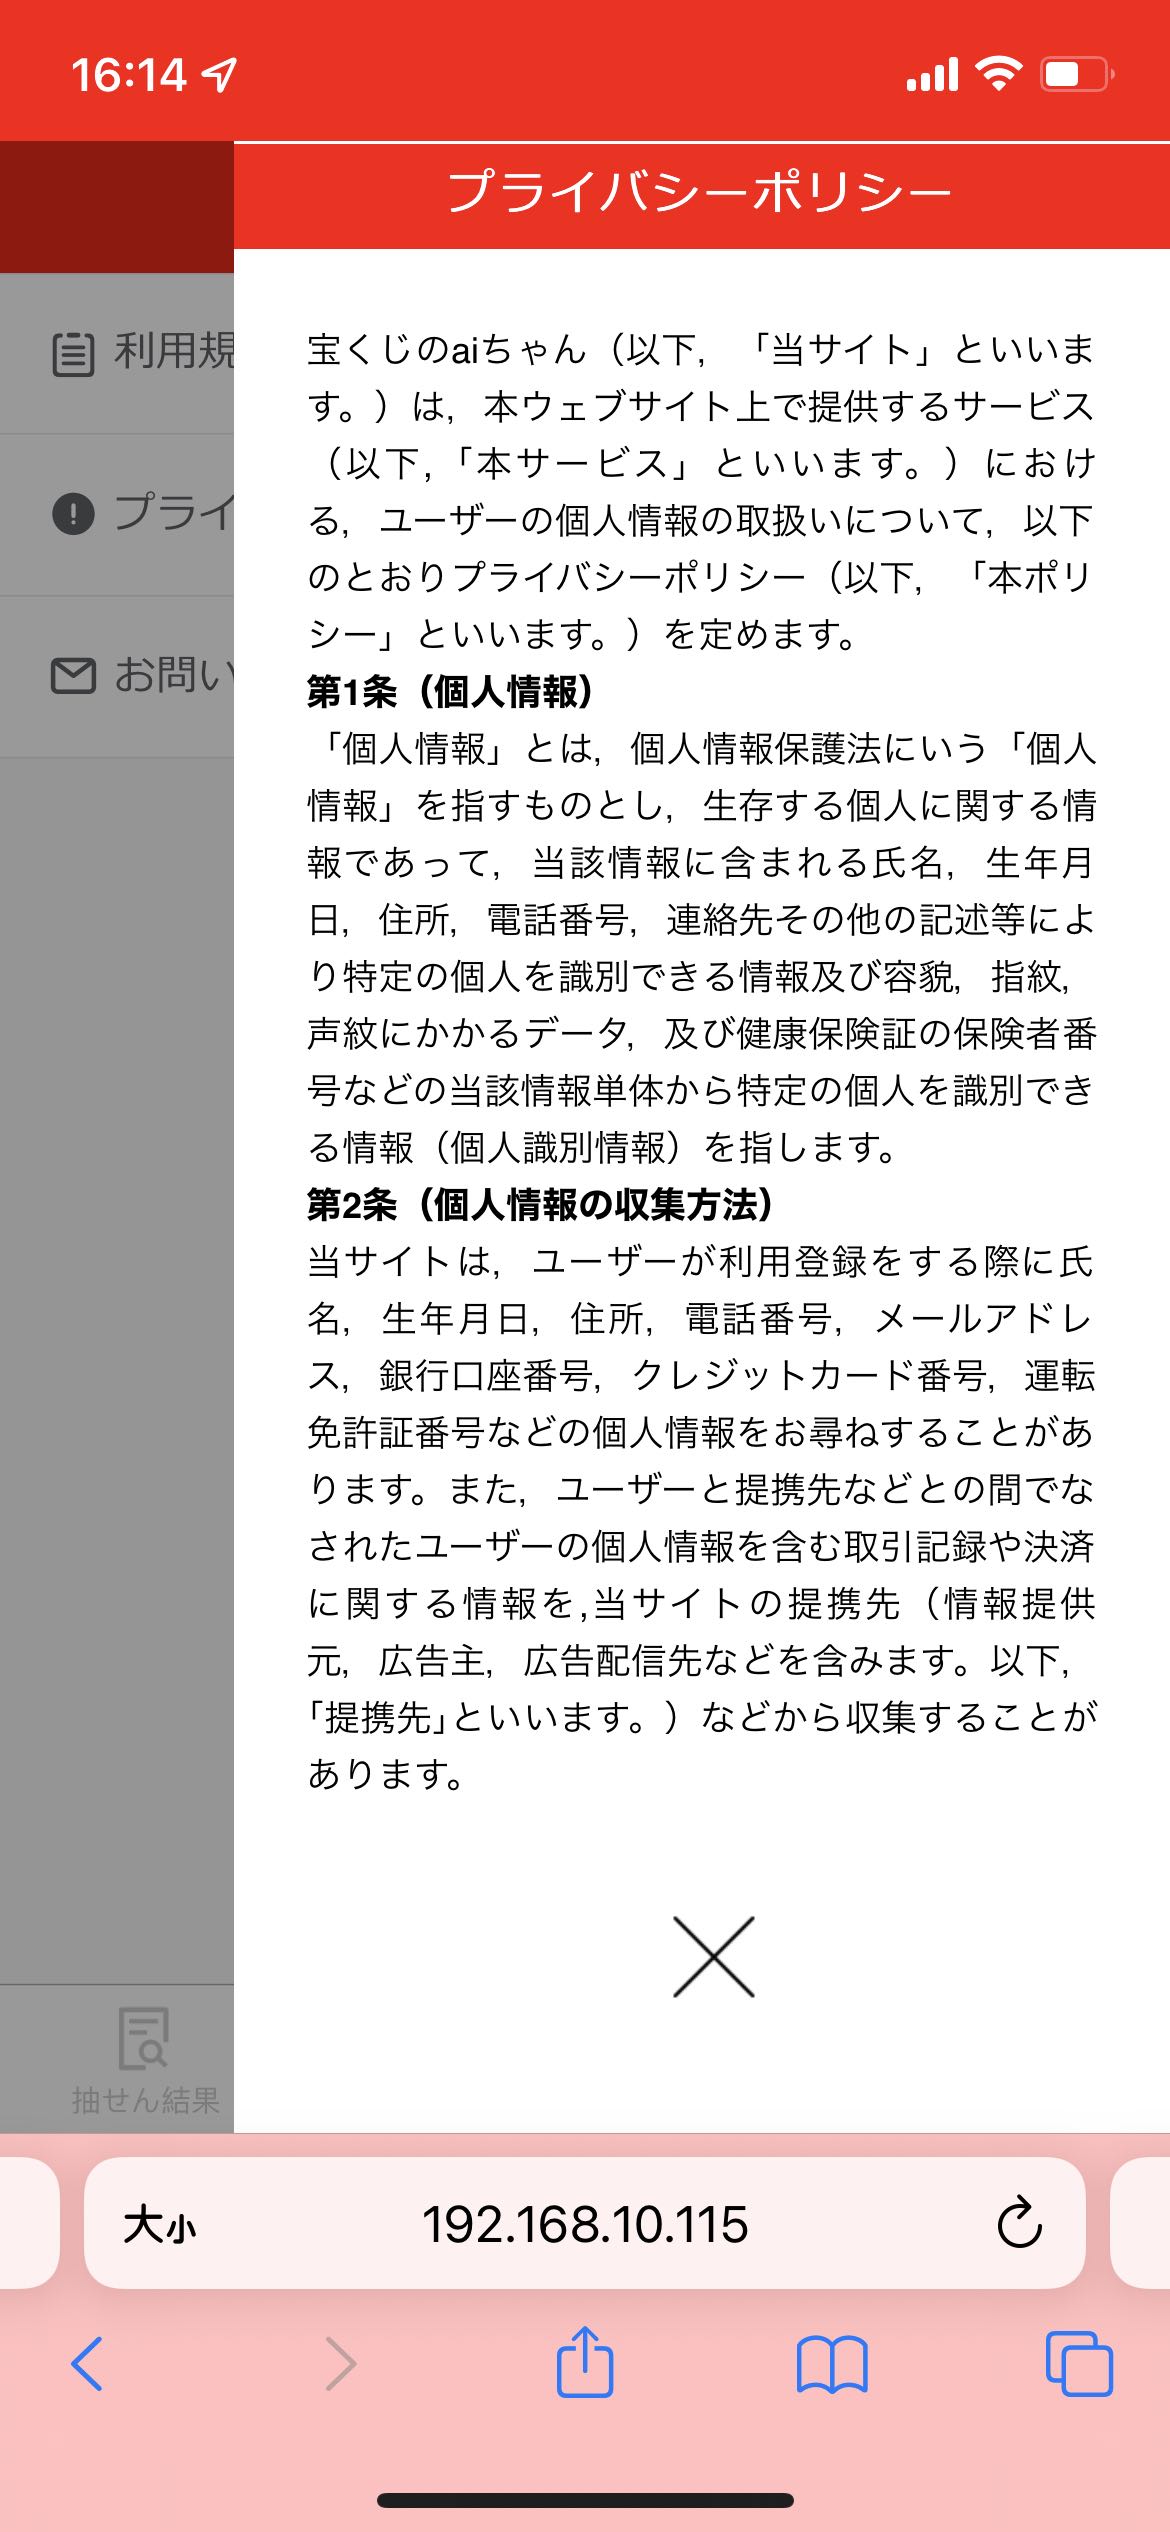 16:14
プライバシーポリシー
利用規
プライ
お問い
宝くじのaiちゃん（以下，「当サイト」といいま
す。）は，本ウェブサイト上で提供するサービス
（以下,「本サービス」といいます。）におけ
る，ユーザーの個人情報の取扱いについて，以下
のとおりプライバシーポリシー（以下，「本ポリ
シー」といいます。）を定めます。
第1条（個人情報）
「個人情報」とは，個人情報保護法にいう「個人
情報」を指すものとし，生存する個人に関する情
報であって，当該情報に含まれる氏名，生年月
日，住所，電話番号，連絡先その他の記述等によ
り特定の個人を識別できる情報及び容貌，指紋，
声紋にかかるデータ，及び健康保険証の保険者番
号などの当該情報単体から特定の個人を識別でき
る情報（個人識別情報）を指します。
第2条（個人情報の収集方法）
当サイトは，ユーザーが利用登録をする際に氏
名，生年月日，住所，電話番号，メールアドレ
ス，銀行口座番号，クレジットカード番号，運転
免許証番号などの個人情報をお尋ねすることがあ
ります。また，ユーザーと提携先などとの間でな
されたユーザーの個人情報を含む取引記録や決済
に関する情報を,当サイトの提携先（情報提供
元，広告主，広告配信先などを含みます。以下，
｢提携先｣といいます。）などから収集することが
あります。
抽せん結果
大小 192.168.10.115